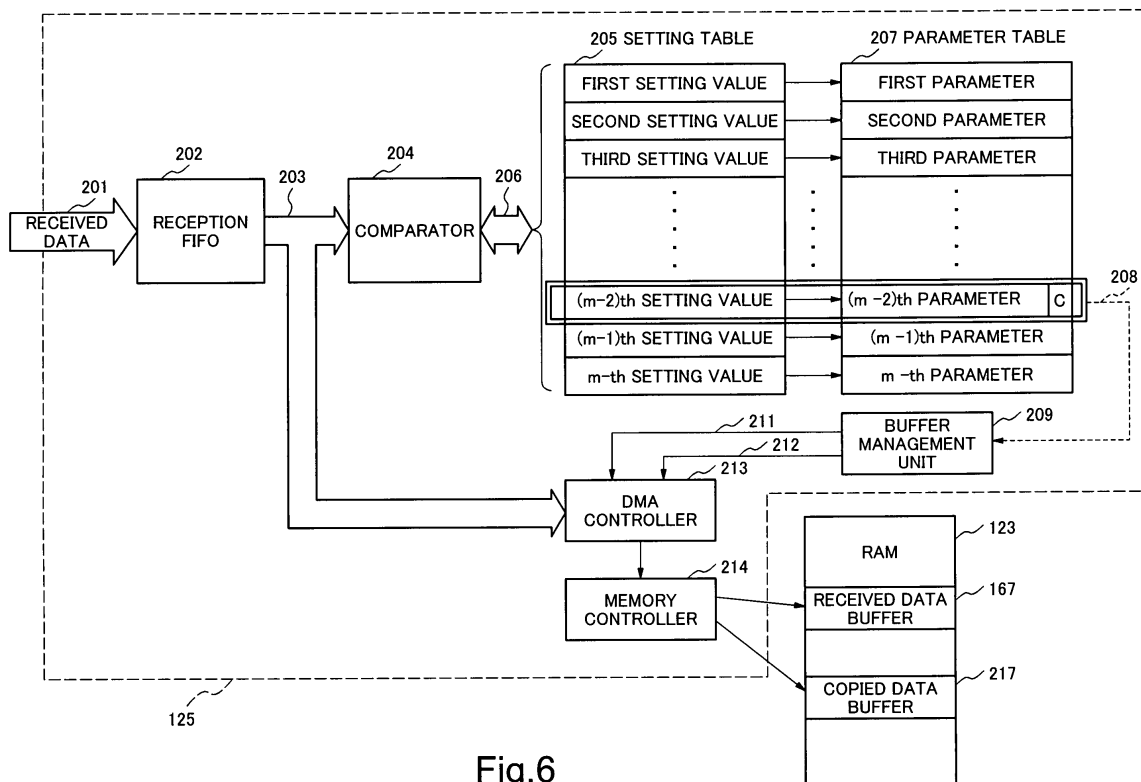 205 SETTING TABLE
207 PARAMETER TABLE
FIRST SETTING VALUE
FIRST PARAMETER
SECOND SETTING VALUE
SECOND PARAMETER
THIRD SETTING VALUE
THIRD PARAMETER
202
204
201
203
206
RECEIVED
DATA
RECEPTION
FIFO
COMPARATOR
208
(m-2)th SETTING VALUE
(m -2)th PARAMETER
C
(m-1)th SETTING VALUE
(m -1)th PARAMETER
m-th SETTING VALUE
m -th PARAMETER
211
209
212
BUFFER
MANAGEMENT
UNIT
213
DMA
CONTROLLER
123
RAM
214
MEMORY
CONTROLLER
167
RECEIVED DATA
BUFFER
217
COPIED DATA
BUFFER
125
Fig.6